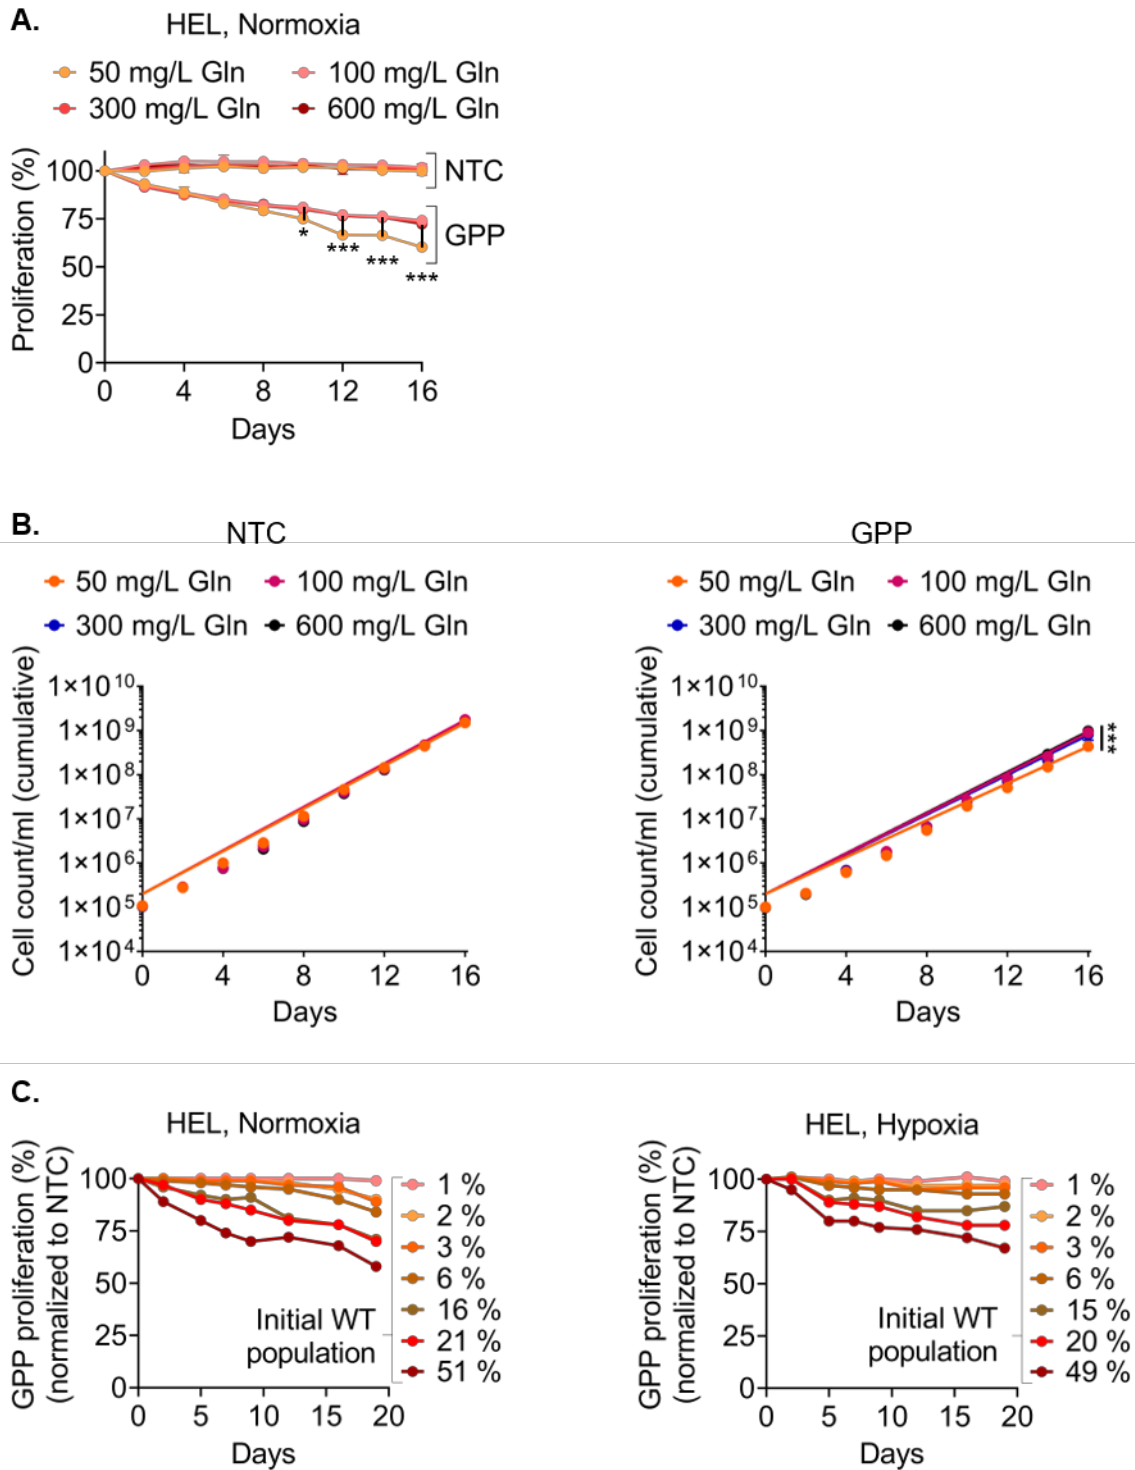 A.
HEL, Normoxia
50 mg/L Gln 100 mg/L Gln
300 mg/L Gln 600 mg/L Gln
Proliferation (%)
100
75
50
25
0
NTC
GPP
*
***
***
***
0 4 8 12 16
Days
B.
NTC
50 mg/L Gln 100 mg/L Gln
300 mg/L Gln 600 mg/L Gln
Cell count/ml (cumulative)
1×10¹⁰
1×10⁹
1×10⁸
1×10⁷
1×10⁶
1×10⁵
1×10⁴
0 4 8 12 16
Days
GPP
50 mg/L Gln 100 mg/L Gln
300 mg/L Gln 600 mg/L Gln
Cell count/ml (cumulative)
1×10¹⁰
1×10⁹
1×10⁸
1×10⁷
1×10⁶
1×10⁵
1×10⁴
***
0 4 8 12 16
Days
C.
HEL, Normoxia
GPP proliferation (%)
(normalized to NTC)
100
75
50
25
0
1 %
2 %
3 %
6 %
16 %
21 %
51 %
Initial WT
population
0 5 10 15 20
Days
HEL, Hypoxia
GPP proliferation (%)
(normalized to NTC)
100
75
50
25
0
1 %
2 %
3 %
6 %
15 %
20 %
49 %
Initial WT
population
0 5 10 15 20
Days